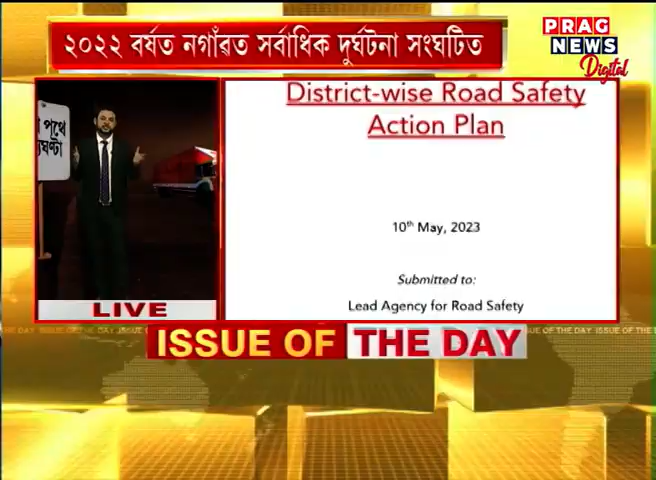 ২০২২ বৰ্ষত নগাঁৱত সৰ্বাধিক দুৰ্ঘটনা সংঘটিত
PRAG
NEWS
Digital
District-wise Road Safety
Action Plan
পথে
10th May, 2023
Submitted to:
Lead Agency for Road Safety
LIVE
ISSUE OF THE DAY